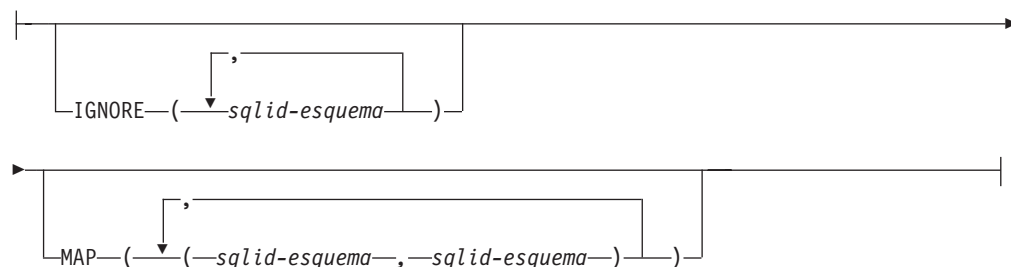 ,
IGNORE ( sqlid-esquema )
,
MAP ( ( sqlid-esquema , sqlid-esquema ) )